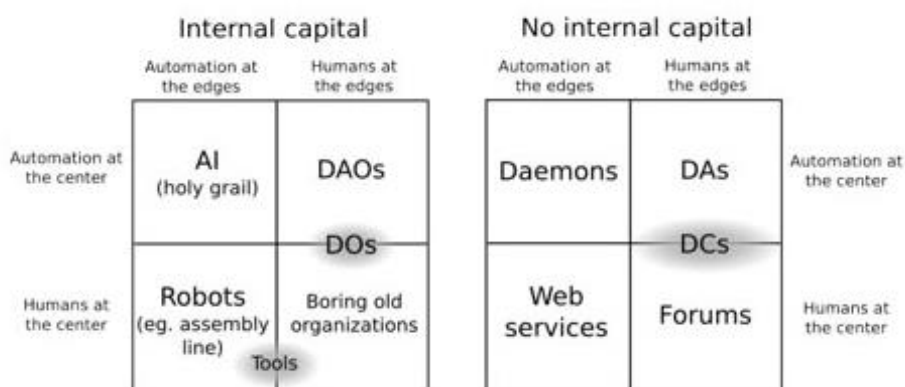 Internal capital
No internal capital
Automation at
the edges
Humans at
the edges
Automation at
the edges
Humans at
the edges
Automation at
the center
AI
(holy grail)
DAOs
Daemons
DAs
Automation at
the center
DOs
DCs
Humans at
the center
Robots
(eg. assembly
line)
Boring old
organizations
Web
services
Forums
Humans at
the center
Tools